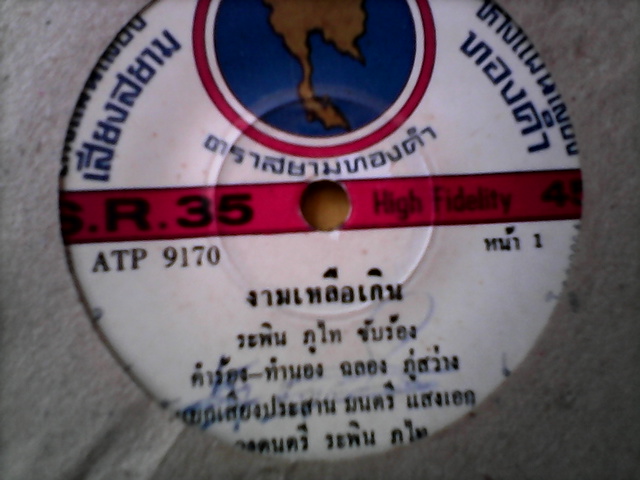 เสียงสยาม
ทองคำ
ตราสยามทองคำ
S.R. 35
High Fidelity
45
ATP 9170
หน้า 1
งามเหลือเกิน
ระพิน ภูไท ขับร้อง
คำร้อง-ทำนอง ฉลอง ภู่สว่าง
แยกเสียงประสาน มนตรี แสงเอก
ดนตรี ระพิน ภูไท